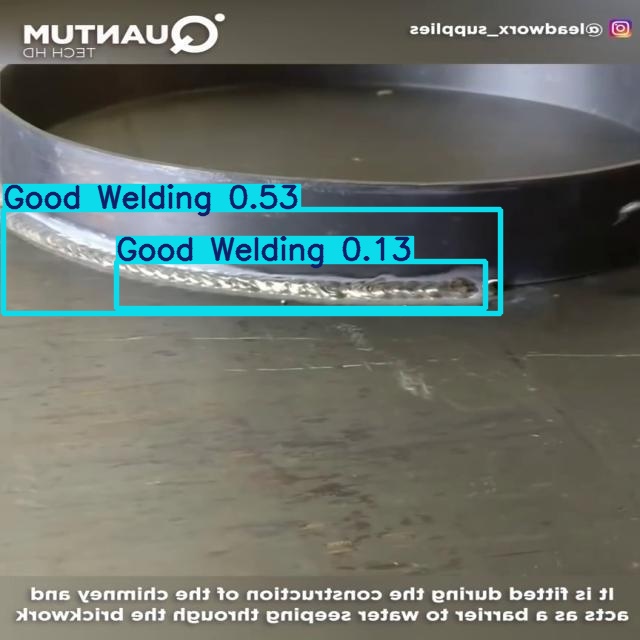 QUANTUM
TECH HD
@leadworx_supplies
Good Welding 0.53
Good Welding 0.13
It is fitted during the construction of the chimney and
acts as a barrier to water seeping through the brickwork